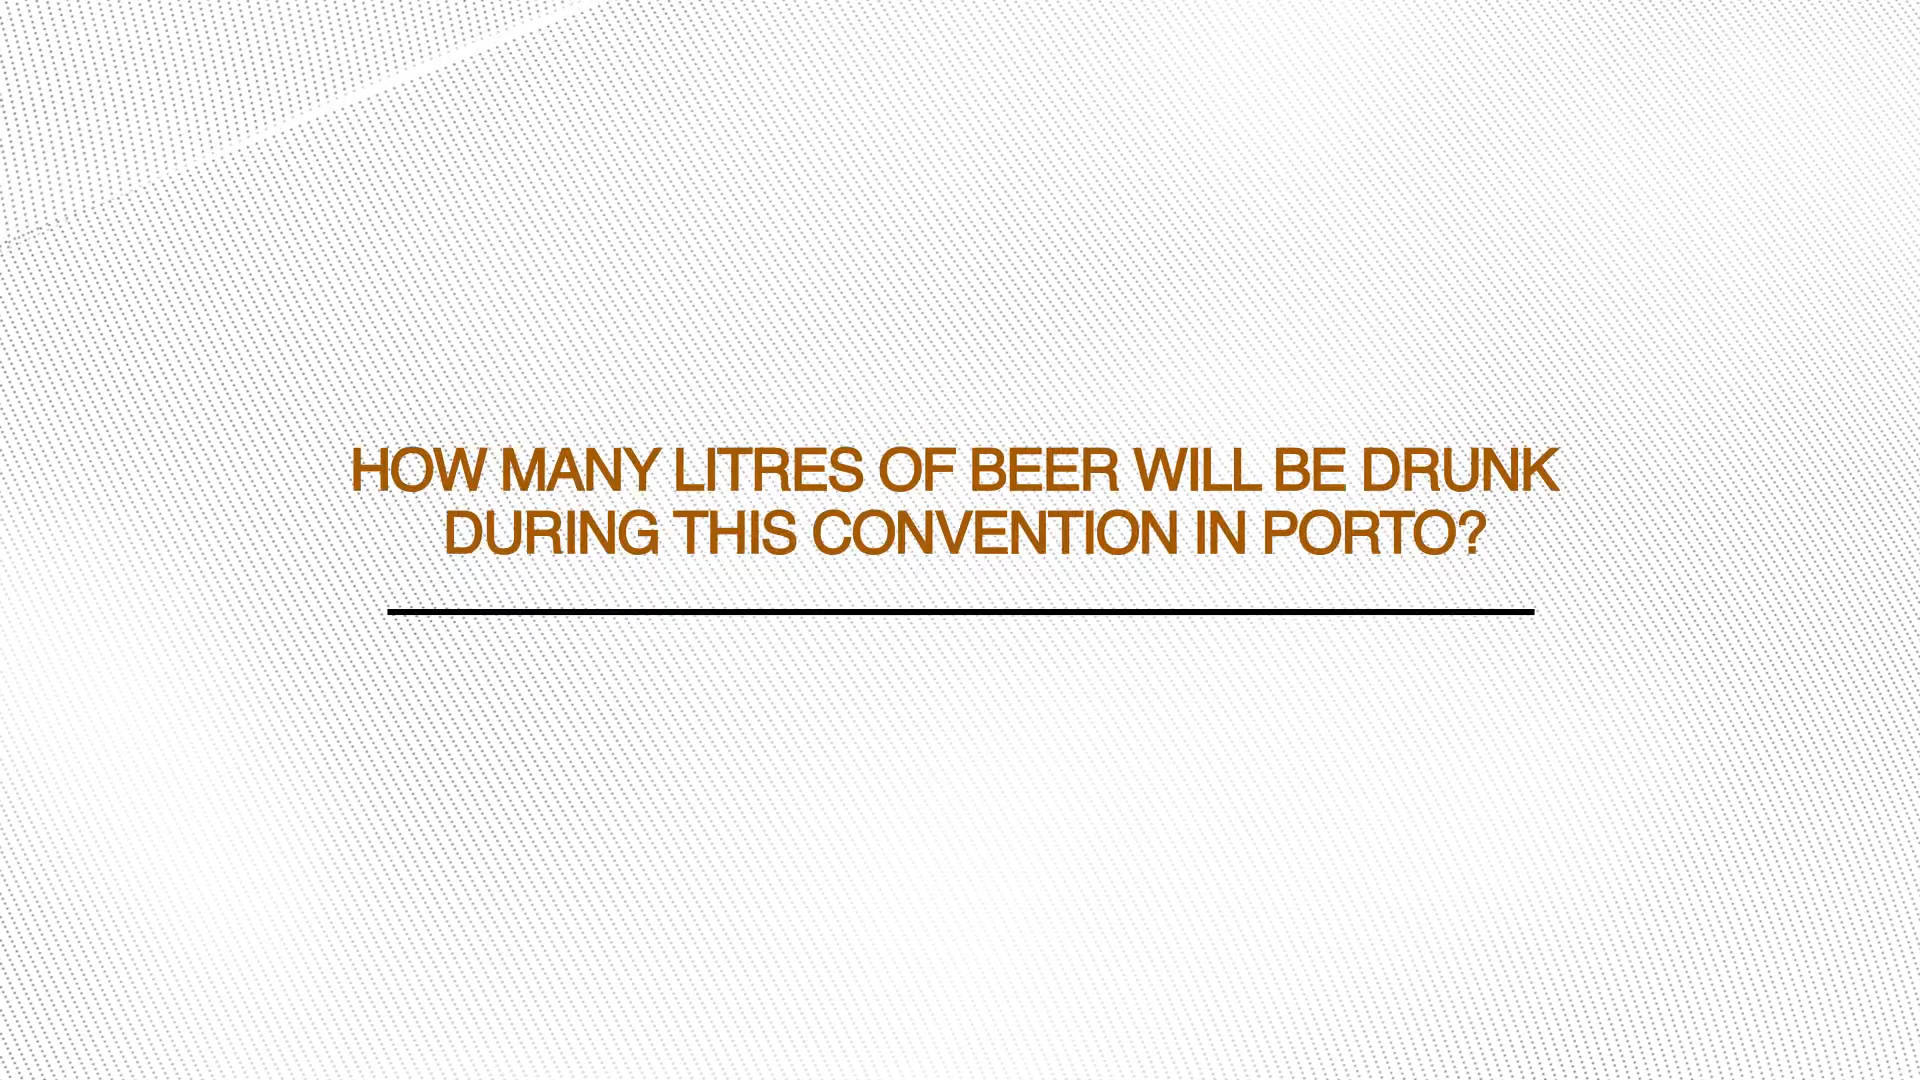 HOW MANY LITRES OF BEER WILL BE DRUNK
DURING THIS CONVENTION IN PORTO?